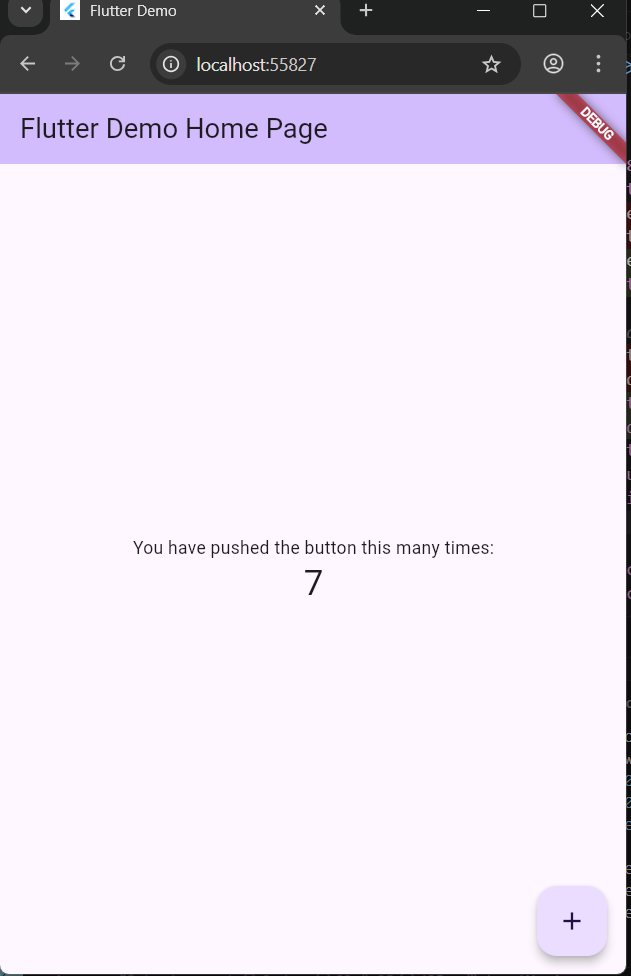 Flutter Demo
localhost:55827
Flutter Demo Home Page
DEBUG
You have pushed the button this many times:
7